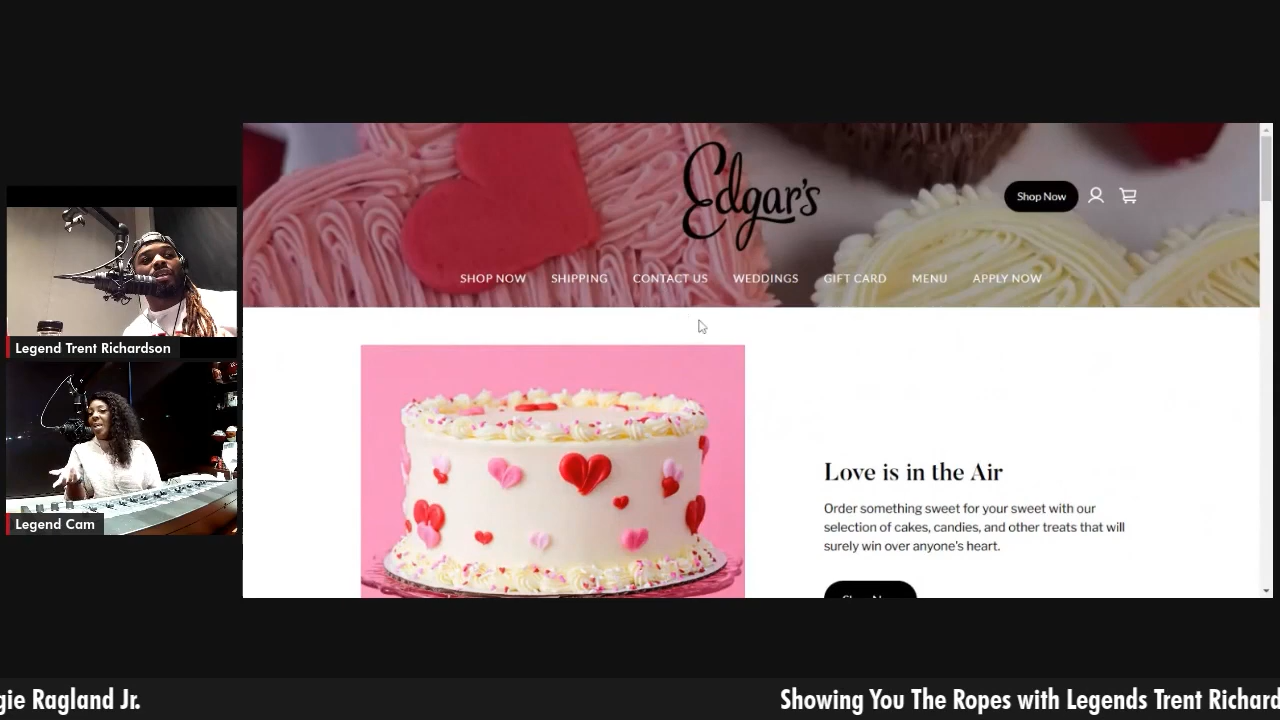 Edgar's
Shop Now
SHOP NOW SHIPPING CONTACT US WEDDINGS GIFT CARD MENU APPLY NOW
Legend Trent Richardson
Legend Cam
Love is in the Air
Order something sweet for your sweet with our
selection of cakes, candies, and other treats that will
surely win over anyone's heart.
gie Ragland Jr.
Showing You The Ropes with Legends Trent Richard